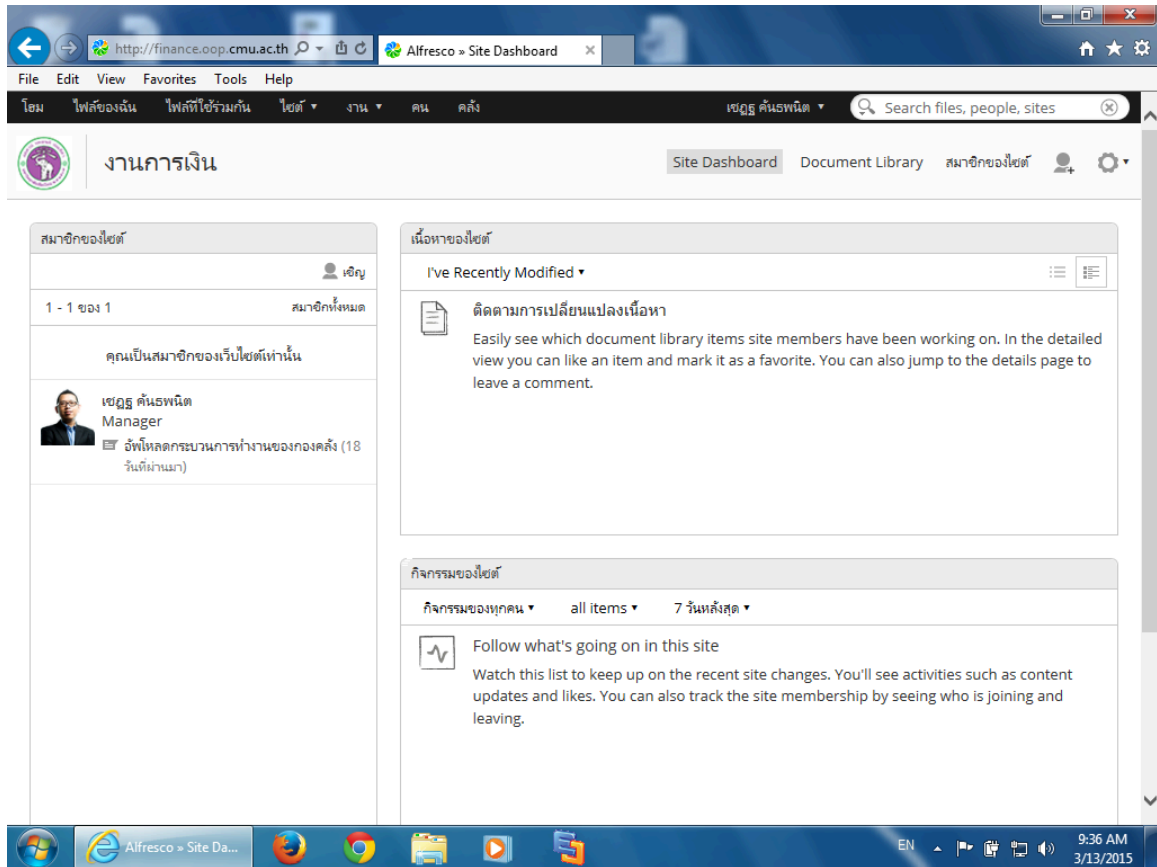 http://finance.oop.cmu.ac.th
Alfresco » Site Dashboard
File Edit View Favorites Tools Help
โฮม ไฟล์ของฉัน ไฟล์ที่ใช้ร่วมกัน ไซต์ งาน คน คลัง เชฎฐ ค้นธพนิต Search files, people, sites
งานการเงิน
Site Dashboard Document Library สมาชิกของไซต์
สมาชิกของไซต์
เชิญ
1 - 1 ของ 1 สมาชิกทั้งหมด
คุณเป็นสมาชิกของเว็บไซต์เท่านั้น
เชฎฐ ค้นธพนิต
Manager
อัพโหลดกระบวนการทำงานของกองคลัง (18
วันที่ผ่านมา)
เนื้อหาของไซต์
I've Recently Modified
ติดตามการเปลี่ยนแปลงเนื้อหา
Easily see which document library items site members have been working on. In the detailed
view you can like an item and mark it as a favorite. You can also jump to the details page to
leave a comment.
กิจกรรมของไซต์
กิจกรรมของทุกคน all items 7 วันหลังสุด
Follow what's going on in this site
Watch this list to keep up on the recent site changes. You'll see activities such as content
updates and likes. You can also track the site membership by seeing who is joining and
leaving.
Alfresco » Site Da...
EN
9:36 AM
3/13/2015